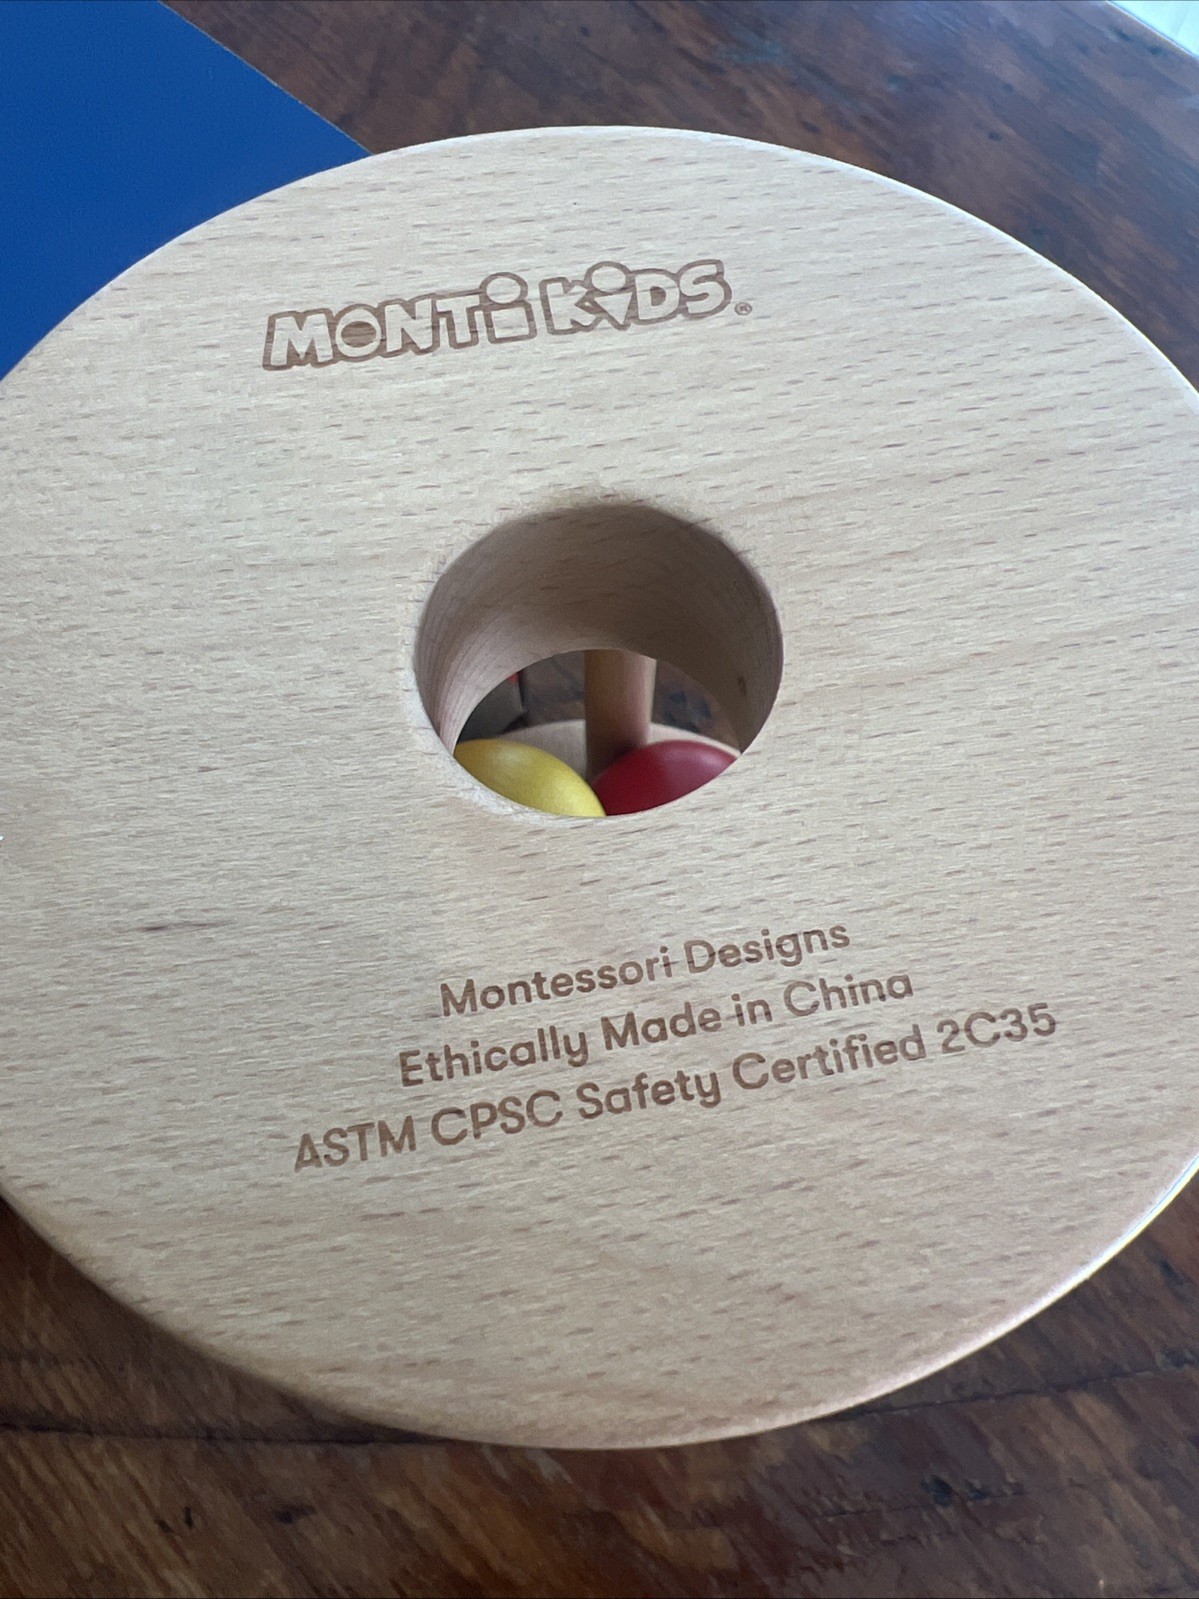 MONTi KiDS®
Montessori Designs
Ethically Made in China
ASTM CPSC Safety Certified 2C35